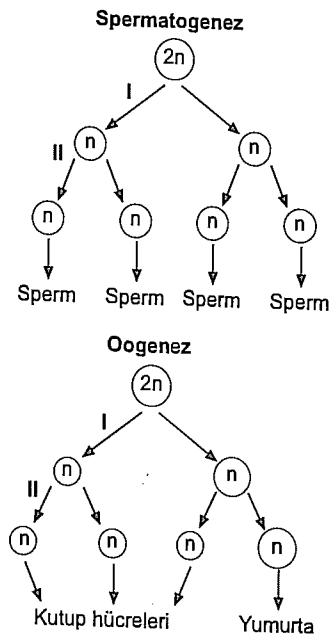 Spermatogenez
2n
I
n n
II
n n n n
Sperm Sperm Sperm Sperm
Oogenez
2n
I
n n
II
n n n n
Kutup hücreleri Yumurta